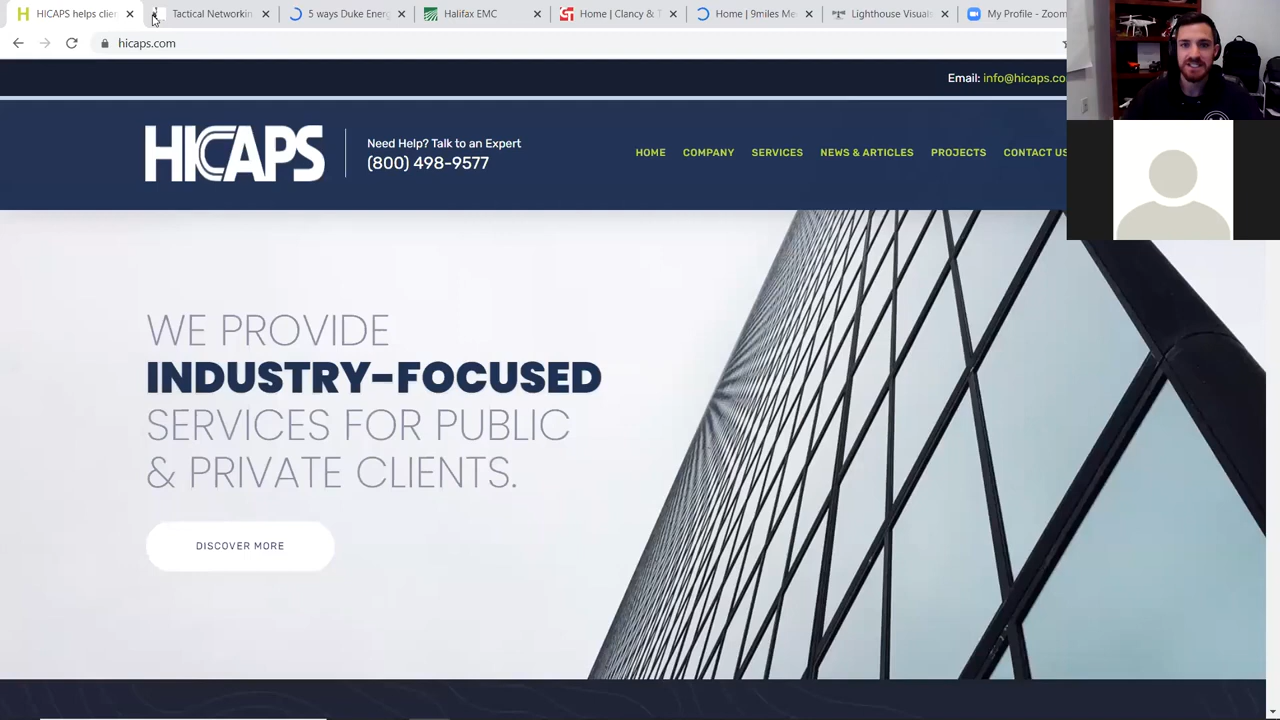 HICAPS helps clien
Tactical Networkin
5 ways Duke Energ
Halifax EMC
Home | Clancy & T
Home | 9miles Me
Lighthouse Visual
My Profile - Zoom
hicaps.com
Email: info@hicaps.co
HICAPS
Need Help? Talk to an Expert
(800) 498-9577
HOME
COMPANY
SERVICES
NEWS & ARTICLES
PROJECTS
CONTACT US
WE PROVIDE
INDUSTRY-FOCUSED
SERVICES FOR PUBLIC
& PRIVATE CLIENTS.
DISCOVER MORE